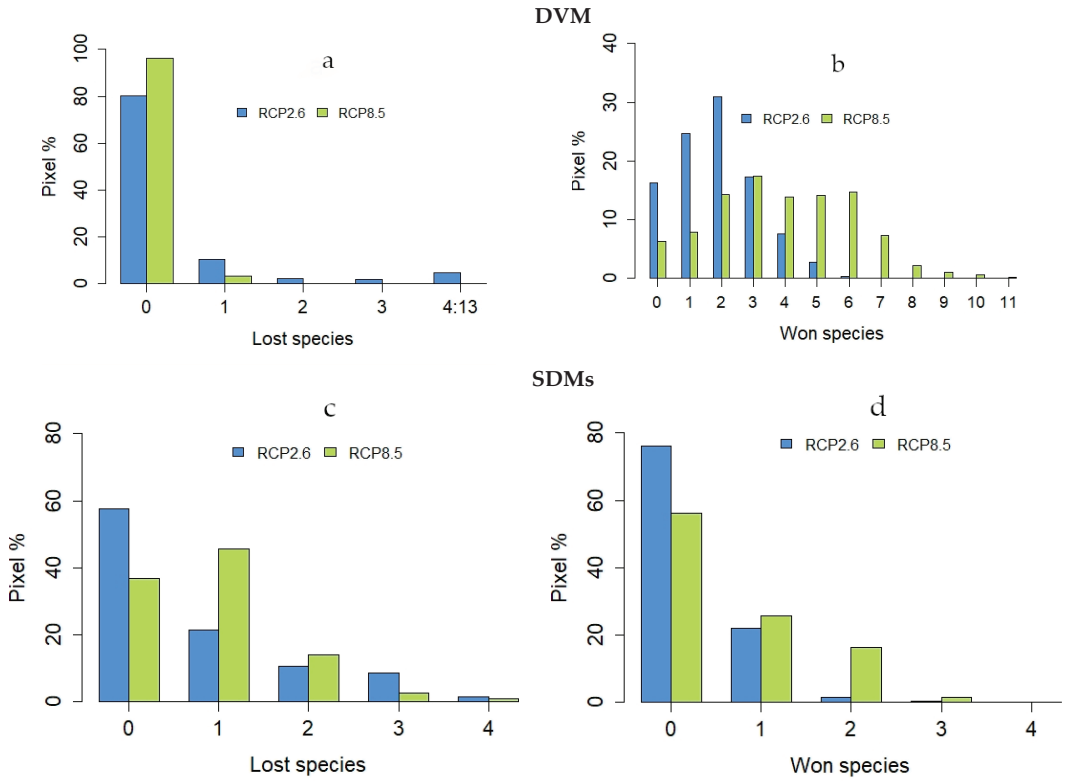 DVM
a
RCP2.6 RCP8.5
Pixel %
0 20 40 60 80 100
0 1 2 3 4:13
Lost species
b
RCP2.6 RCP8.5
Pixel %
0 10 20 30 40
0 1 2 3 4 5 6 7 8 9 10 11
Won species
SDMs
c
RCP2.6 RCP8.5
Pixel %
0 20 40 60 80
0 1 2 3 4
Lost species
d
RCP2.6 RCP8.5
Pixel %
0 20 40 60 80
0 1 2 3 4
Won species